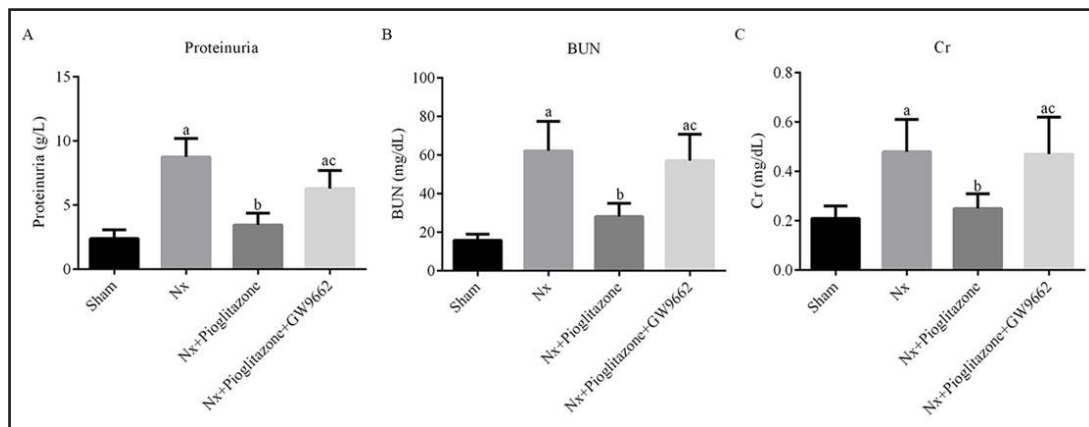 A
Proteinuria
Proteinuria (g/L)
15
10
5
0
a
b
ac
Sham
Nx
Nx+Pioglitazone
Nx+Pioglitazone+GW9662
B
BUN
BUN (mg/dL)
100
80
60
40
20
0
a
b
ac
Sham
Nx
Nx+Pioglitazone
Nx+Pioglitazone+GW9662
C
Cr
Cr (mg/dL)
0.8
0.6
0.4
0.2
0.0
a
b
ac
Sham
Nx
Nx+Pioglitazone
Nx+Pioglitazone+GW9662